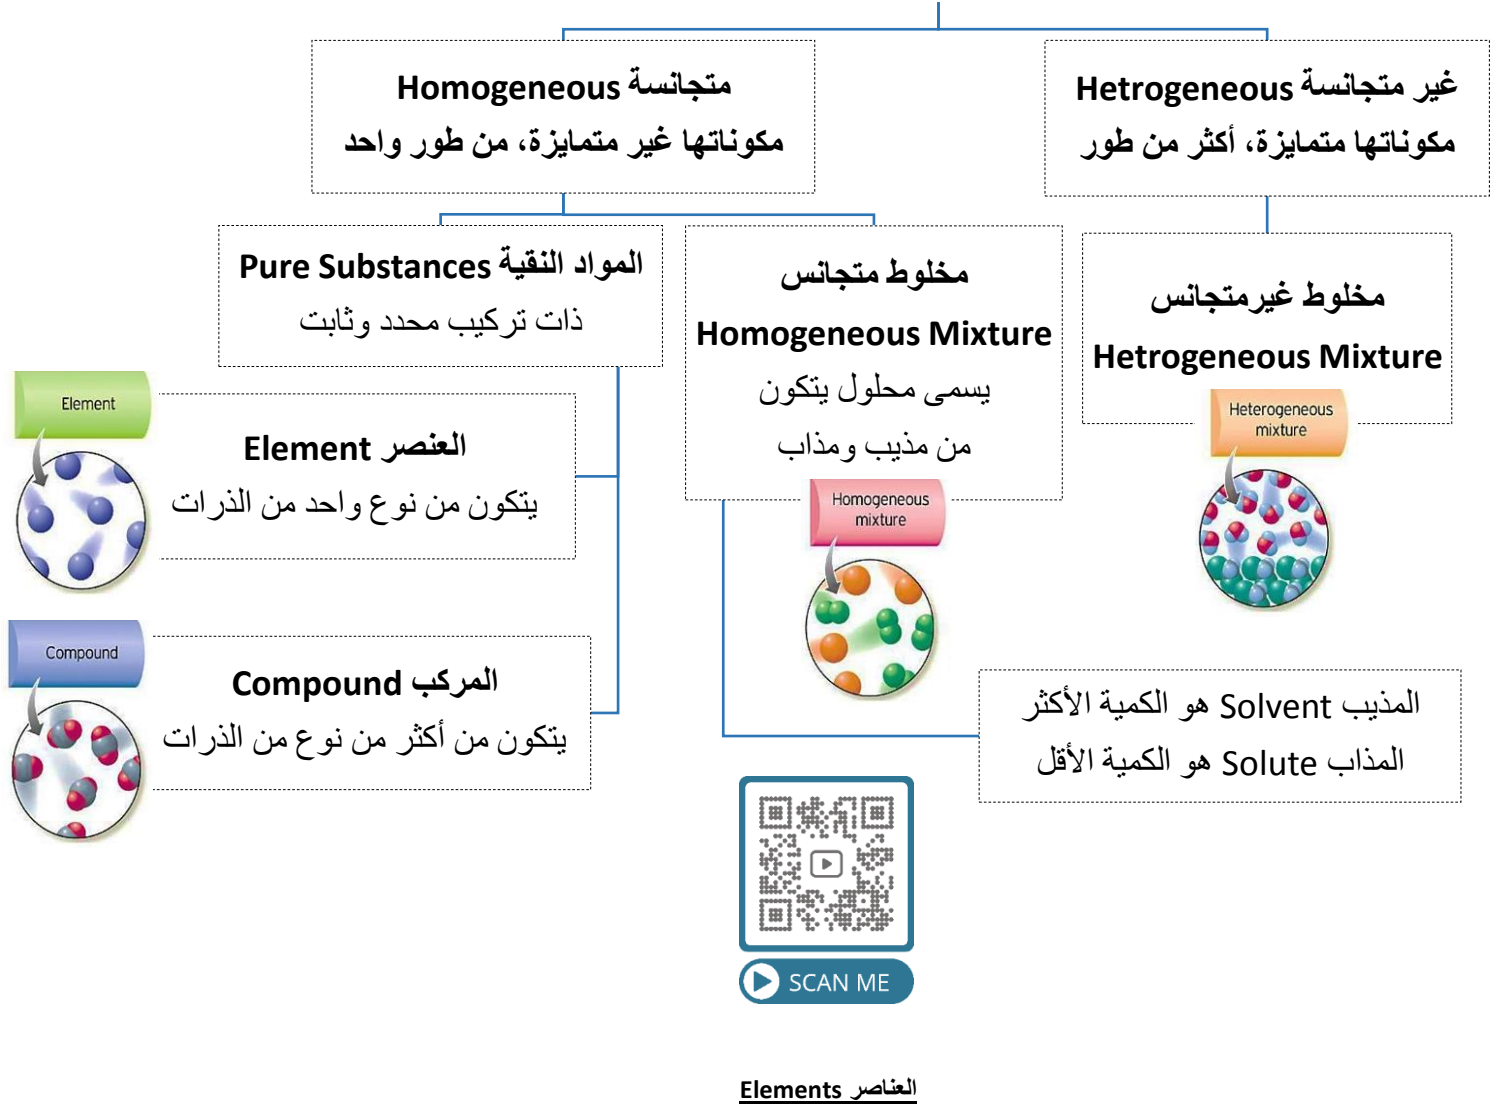 غير متجانسة Hetrogeneous
مكوناتها متمايزة، أكثر من طور
متجانسة Homogeneous
مكوناتها غير متمايزة، من طور واحد
مخلوط غيرمتجانس
Hetrogeneous Mixture
Heterogeneous
mixture
مخلوط متجانس
Homogeneous Mixture
يسمى محلول يتكون
من مذيب ومذاب
Homogeneous
mixture
المواد النقية Pure Substances
ذات تركيب محدد وثابت
العنصر Element
يتكون من نوع واحد من الذرات
Element
المركب Compound
يتكون من أكثر من نوع من الذرات
Compound
المذيب Solvent هو الكمية الأكثر
المذاب Solute هو الكمية الأقل
SCAN ME
العناصر Elements